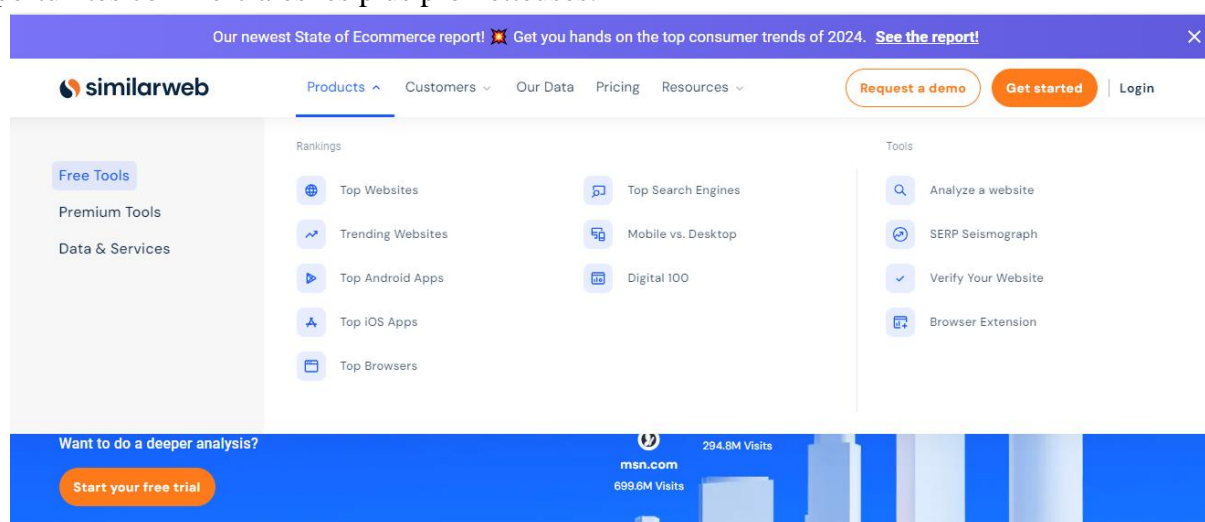 Our newest State of Ecommerce report! 💥 Get you hands on the top consumer trends of 2024. See the report!
similarweb
Products
Customers
Our Data
Pricing
Resources
Request a demo
Get started
Login
Free Tools
Premium Tools
Data & Services
Rankings
Top Websites
Trending Websites
Top Android Apps
Top iOS Apps
Top Browsers
Top Search Engines
Mobile vs. Desktop
Digital 100
Tools
Analyze a website
SERP Seismograph
Verify Your Website
Browser Extension
Want to do a deeper analysis?
Start your free trial
294.8M Visits
msn.com
699.6M Visits